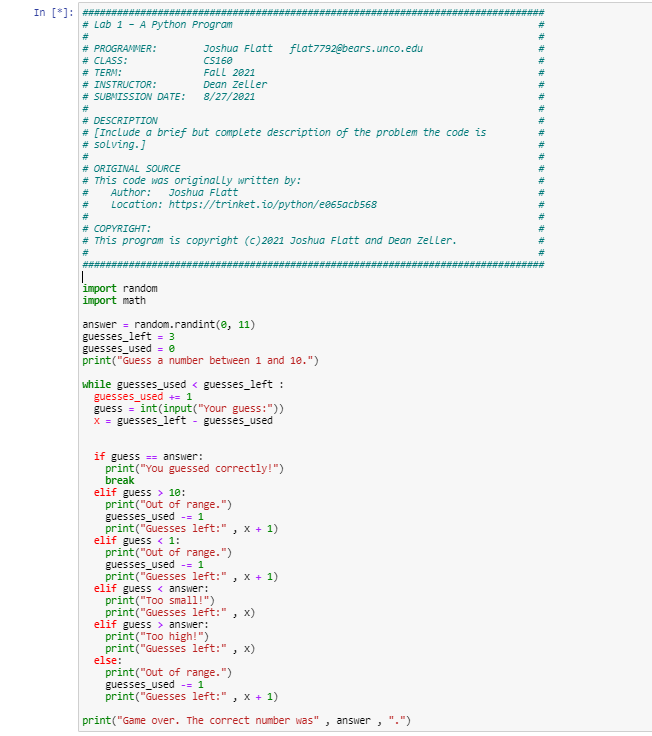 In [*]: ################################################################################
# Lab 1 - A Python Program #
# #
# PROGRAMMER: Joshua Flatt flat7792@bears.unco.edu #
# CLASS: CS160 #
# TERM: Fall 2021 #
# INSTRUCTOR: Dean Zeller #
# SUBMISSION DATE: 8/27/2021 #
# #
# DESCRIPTION #
# [Include a brief but complete description of the problem the code is #
# solving.] #
# #
# ORIGINAL SOURCE #
# This code was originally written by: #
# Author: Joshua Flatt #
# Location: https://trinket.io/python/e065acb568 #
# #
# COPYRIGHT: #
# This program is copyright (c)2021 Joshua Flatt and Dean Zeller. #
# #
################################################################################
import random
import math
answer = random.randint(0, 11)
guesses_left = 3
guesses_used = 0
print("Guess a number between 1 and 10.")
while guesses_used < guesses_left :
guesses_used += 1
guess = int(input("Your guess:"))
x = guesses_left - guesses_used
if guess == answer:
print("You guessed correctly!")
break
elif guess > 10:
print("Out of range.")
guesses_used -= 1
print("Guesses left:" , x + 1)
elif guess < 1:
print("Out of range.")
guesses_used -= 1
print("Guesses left:" , x + 1)
elif guess < answer:
print("Too small!")
print("Guesses left:" , x)
elif guess > answer:
print("Too high!")
print("Guesses left:" , x)
else:
print("Out of range.")
guesses_used -= 1
print("Guesses left:" , x + 1)
print("Game over. The correct number was" , answer , ".")